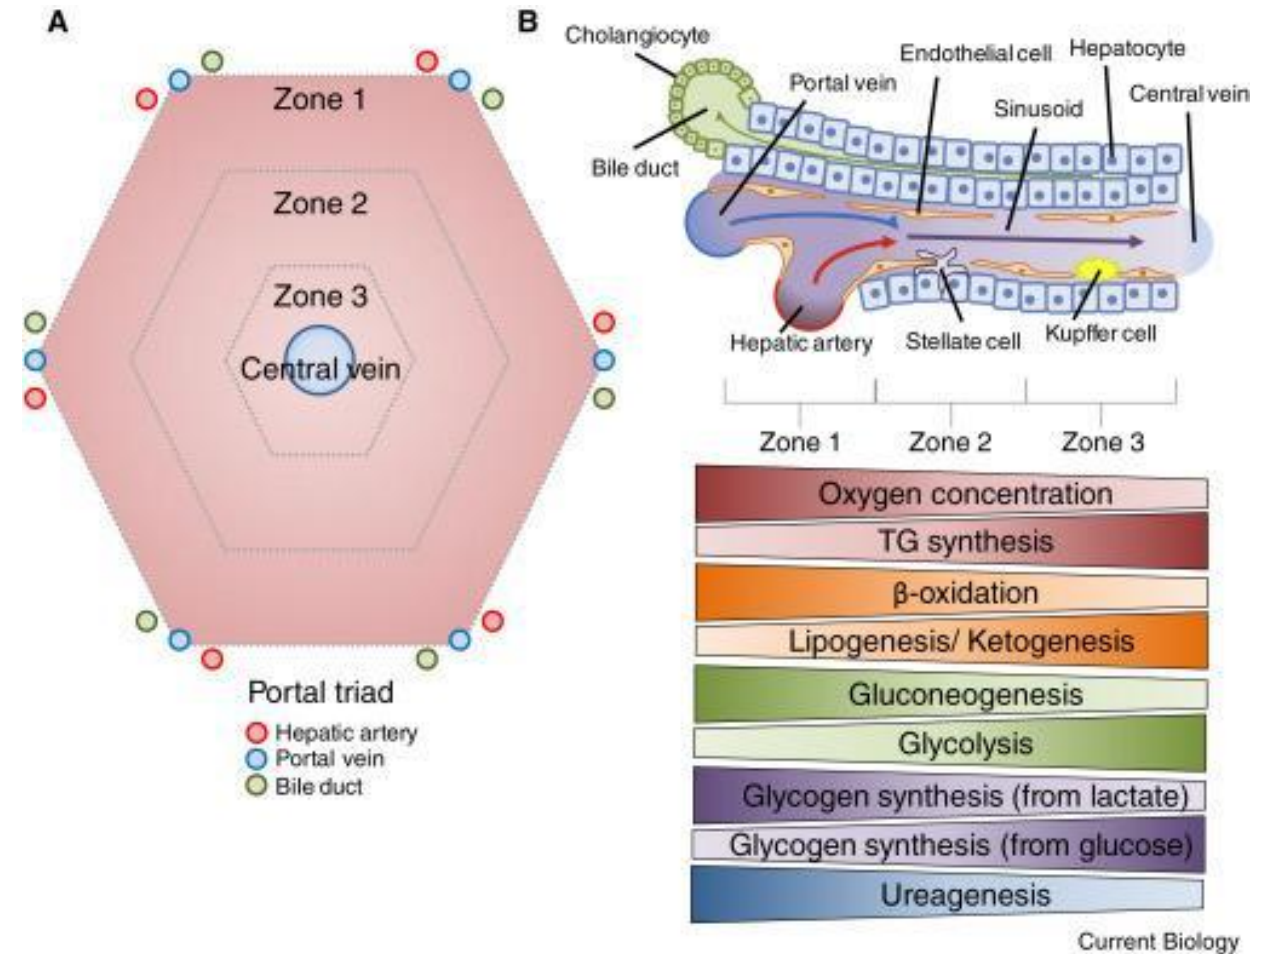 A
Zone 1
Zone 2
Zone 3
Central vein
Portal triad
Hepatic artery
Portal vein
Bile duct
B
Cholangiocyte
Portal vein
Endothelial cell
Hepatocyte
Sinusoid
Central vein
Bile duct
Hepatic artery
Stellate cell
Kupffer cell
Zone 1
Zone 2
Zone 3
Oxygen concentration
TG synthesis
β-oxidation
Lipogenesis/ Ketogenesis
Gluconeogenesis
Glycolysis
Glycogen synthesis (from lactate)
Glycogen synthesis (from glucose)
Ureagenesis
Current Biology